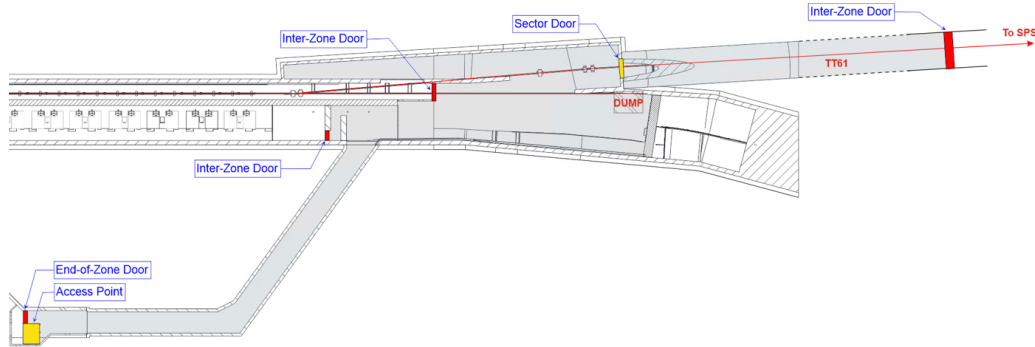 Inter-Zone Door
Sector Door
To SPS
Inter-Zone Door
TT61
DUMP
Inter-Zone Door
End-of-Zone Door
Access Point